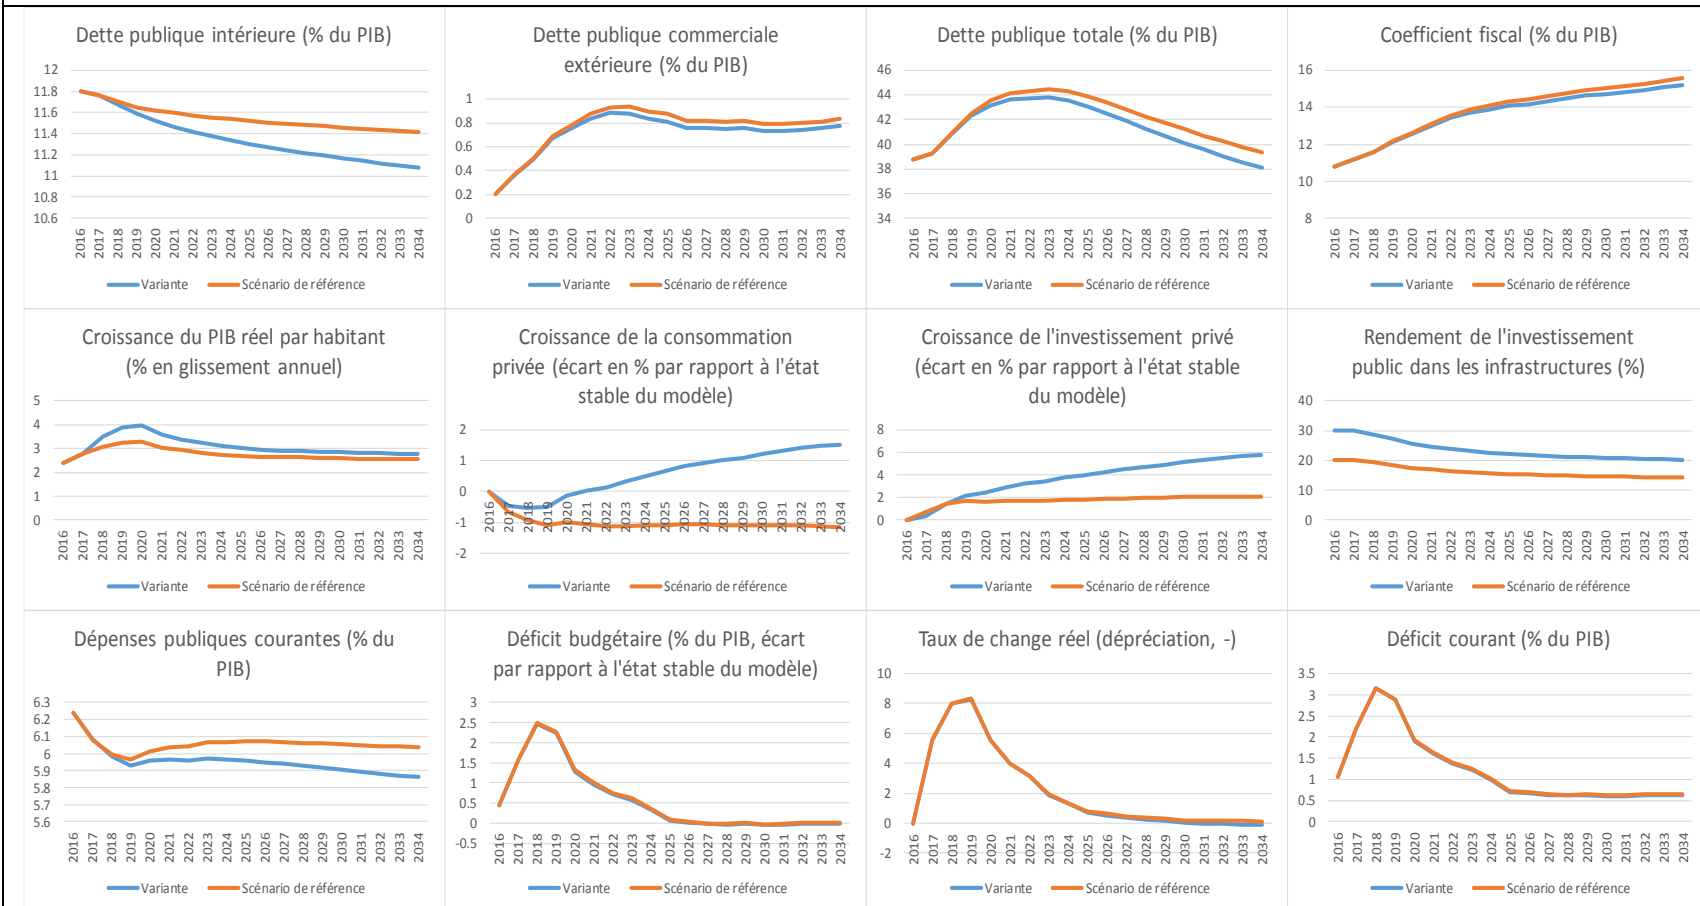 Dette publique intérieure (% du PIB)
12
11.8
11.6
11.4
11.2
11
10.8
10.6
2016 2017 2018 2019 2020 2021 2022 2023 2024 2025 2026 2027 2028 2029 2030 2031 2032 2033 2034
Variante Scénario de référence
Dette publique commerciale
extérieure (% du PIB)
1
0.8
0.6
0.4
0.2
0
2016 2017 2018 2019 2020 2021 2022 2023 2024 2025 2026 2027 2028 2029 2030 2031 2032 2033 2034
Variante Scénario de référence
Dette publique totale (% du PIB)
46
44
42
40
38
36
34
2016 2017 2018 2019 2020 2021 2022 2023 2024 2025 2026 2027 2028 2029 2030 2031 2032 2033 2034
Variante Scénario de référence
Coefficient fiscal (% du PIB)
16
14
12
10
8
2016 2017 2018 2019 2020 2021 2022 2023 2024 2025 2026 2027 2028 2029 2030 2031 2032 2033 2034
Variante Scénario de référence
Croissance du PIB réel par habitant
(% en glissement annuel)
5
4
3
2
1
0
2016 2017 2018 2019 2020 2021 2022 2023 2024 2025 2026 2027 2028 2029 2030 2031 2032 2033 2034
Variante Scénario de référence
Croissance de la consommation
privée (écart en % par rapport à l'état
stable du modèle)
2
1
0
-1
-2
2016 2017 2018 2019 2020 2021 2022 2023 2024 2025 2026 2027 2028 2029 2030 2031 2032 2033 2034
Variante Scénario de référence
Croissance de l'investissement privé
(écart en % par rapport à l'état stable
du modèle)
8
6
4
2
0
2016 2017 2018 2019 2020 2021 2022 2023 2024 2025 2026 2027 2028 2029 2030 2031 2032 2033 2034
Variante Scénario de référence
Rendement de l'investissement
public dans les infrastructures (%)
40
30
20
10
0
2016 2017 2018 2019 2020 2021 2022 2023 2024 2025 2026 2027 2028 2029 2030 2031 2032 2033 2034
Variante Scénario de référence
Dépenses publiques courantes (% du
PIB)
6.3
6.2
6.1
6
5.9
5.8
5.7
5.6
2016 2017 2018 2019 2020 2021 2022 2023 2024 2025 2026 2027 2028 2029 2030 2031 2032 2033 2034
Variante Scénario de référence
Déficit budgétaire (% du PIB, écart
par rapport à l'état stable du modèle)
3
2.5
2
1.5
1
0.5
0
-0.5
2016 2017 2018 2019 2020 2021 2022 2023 2024 2025 2026 2027 2028 2029 2030 2031 2032 2033 2034
Variante Scénario de référence
Taux de change réel (dépréciation, -)
10
8
6
4
2
0
-2
2016 2017 2018 2019 2020 2021 2022 2023 2024 2025 2026 2027 2028 2029 2030 2031 2032 2033 2034
Variante Scénario de référence
Déficit courant (% du PIB)
3.5
3
2.5
2
1.5
1
0.5
0
2016 2017 2018 2019 2020 2021 2022 2023 2024 2025 2026 2027 2028 2029 2030 2031 2032 2033 2034
Variante Scénario de référence